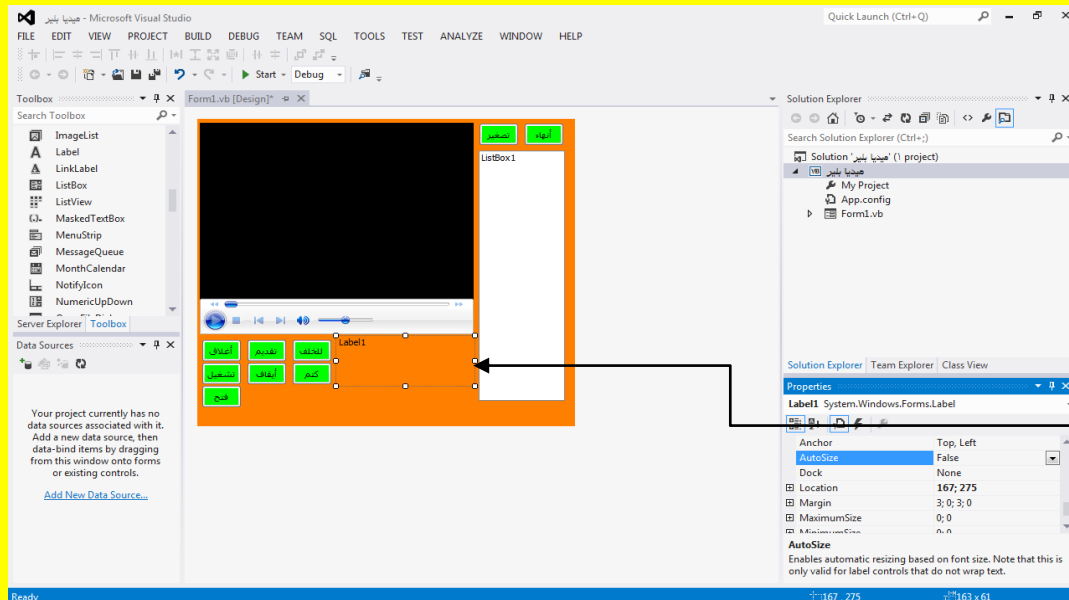 هيديا بلير - Microsoft Visual Studio
Quick Launch (Ctrl+Q)
FILE EDIT VIEW PROJECT BUILD DEBUG TEAM SQL TOOLS TEST ANALYZE WINDOW HELP
Start Debug
Toolbox
Search Toolbox
ImageList
Label
LinkLabel
ListBox
ListView
MaskedTextBox
MenuStrip
MessageQueue
MonthCalendar
NotifyIcon
NumericUpDown
Server Explorer Toolbox
Data Sources
Your project currently has no
data sources associated with it.
Add a new data source, then
data-bind items by dragging
from this window onto forms
or existing controls.
Add New Data Source...
Form1.vb [Design]*
تصغير أنهاء
ListBox1
Label1
أغلاق تقديم للخلف
تشغيل أيقاف كتم
فتح
Solution Explorer
Search Solution Explorer (Ctrl+;)
Solution 'هيديا بلير' (١ project)
هيديا بلير
My Project
App.config
Form1.vb
Solution Explorer Team Explorer Class View
Properties
Label1 System.Windows.Forms.Label
Anchor Top, Left
AutoSize False
Dock None
Location 167; 275
Margin 3; 0; 3; 0
MaximumSize 0; 0
MinimumSize 0; 0
AutoSize
Enables automatic resizing based on font size. Note that this is
only valid for label controls that do not wrap text.
Ready
167 , 275
163 x 61